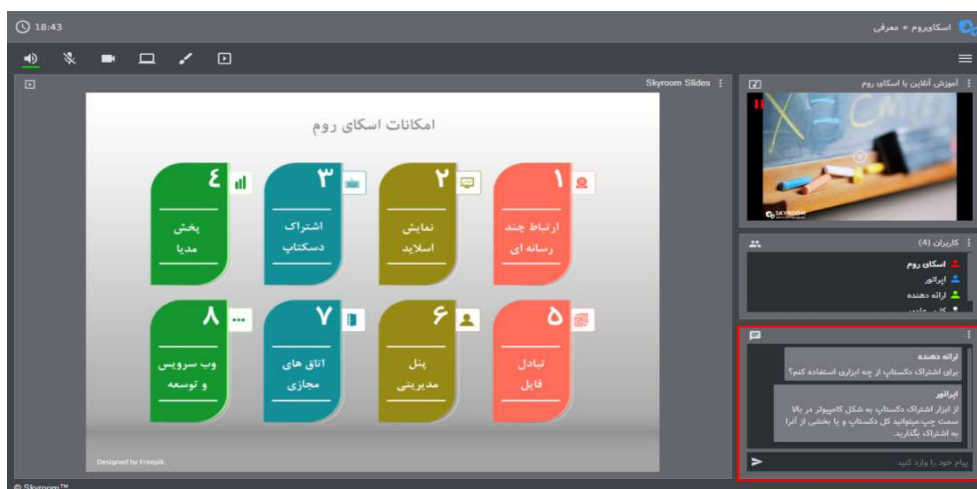 18:43
اسکای‌روم » معرفی
Skyroom Slides
امکانات اسکای روم
۱
ارتباط چند
رسانه ای
۲
نمایش
اسلاید
۳
اشتراک
دسکتاپ
٤
پخش
مدیا
۵
تبادل
فایل
۶
پنل
مدیریتی
۷
اتاق های
مجازی
۸
وب سرویس
و توسعه
Designed by Freepik
آموزش آنلاین با اسکای روم
SKYROOM
کاربران (4)
اسکای روم
اپراتور
ارائه دهنده
ارائه دهنده
برای اشتراک دکستاپ از چه ابزاری استفاده کنم؟
اپراتور
از ابزار اشتراک دکستاپ به شکل کامپیوتر در بالا
سمت چپ،میتوانید کل دکستاپ و یا بخشی از آنرا
به اشتراک بگذارید.
پیام خود را وارد کنید
© Skyroom™